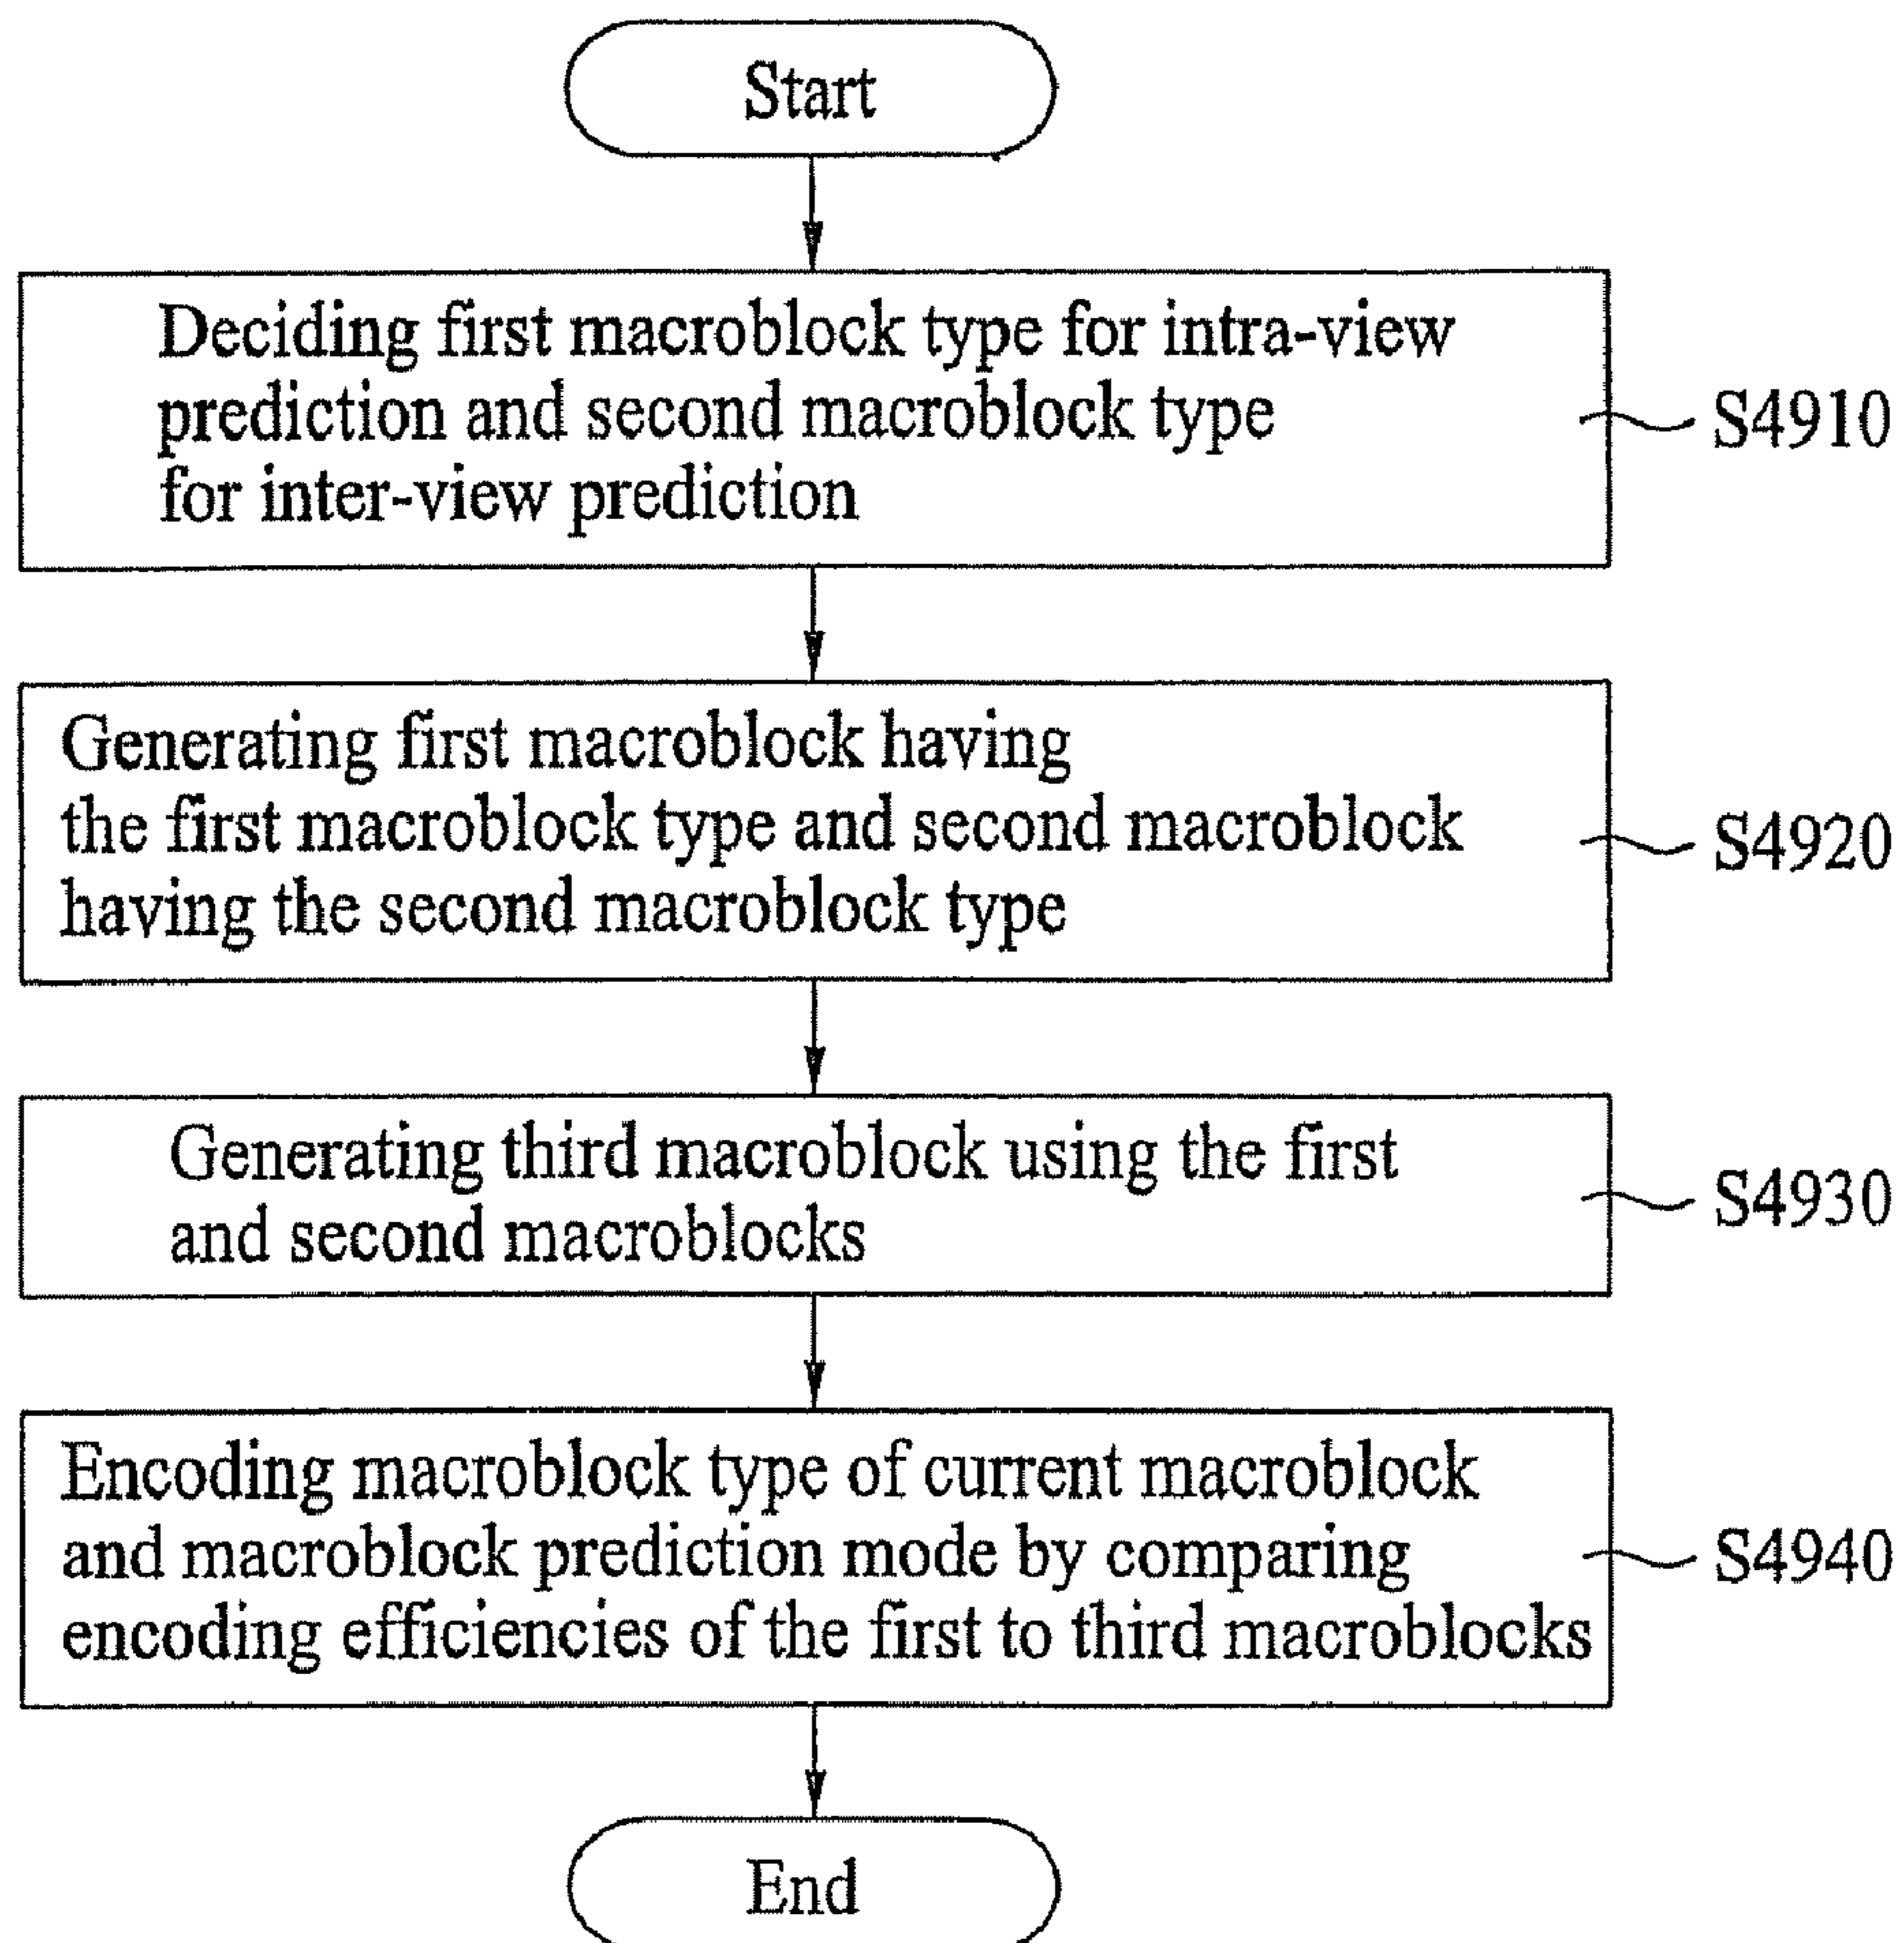 Start
Deciding first macroblock type for intra-view
prediction and second macroblock type
for inter-view prediction
S4910
Generating first macroblock having
the first macroblock type and second macroblock
having the second macroblock type
S4920
Generating third macroblock using the first
and second macroblocks
S4930
Encoding macroblock type of current macroblock
and macroblock prediction mode by comparing
encoding efficiencies of the first to third macroblocks
S4940
End